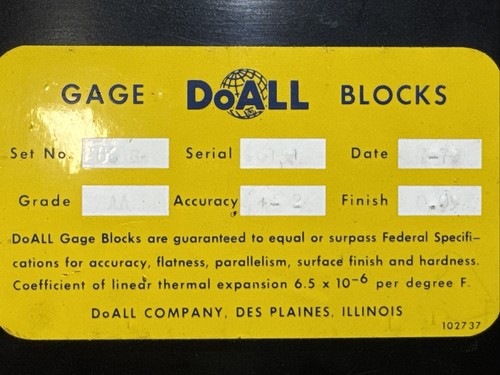 GAGE DoALL BLOCKS
Set No. Serial Date
Grade AA Accuracy Finish
DoALL Gage Blocks are guaranteed to equal or surpass Federal Specifi-
cations for accuracy, flatness, parallelism, surface finish and hardness.
Coefficient of linear thermal expansion 6.5 x 10⁻⁶ per degree F.
DoALL COMPANY, DES PLAINES, ILLINOIS
102737